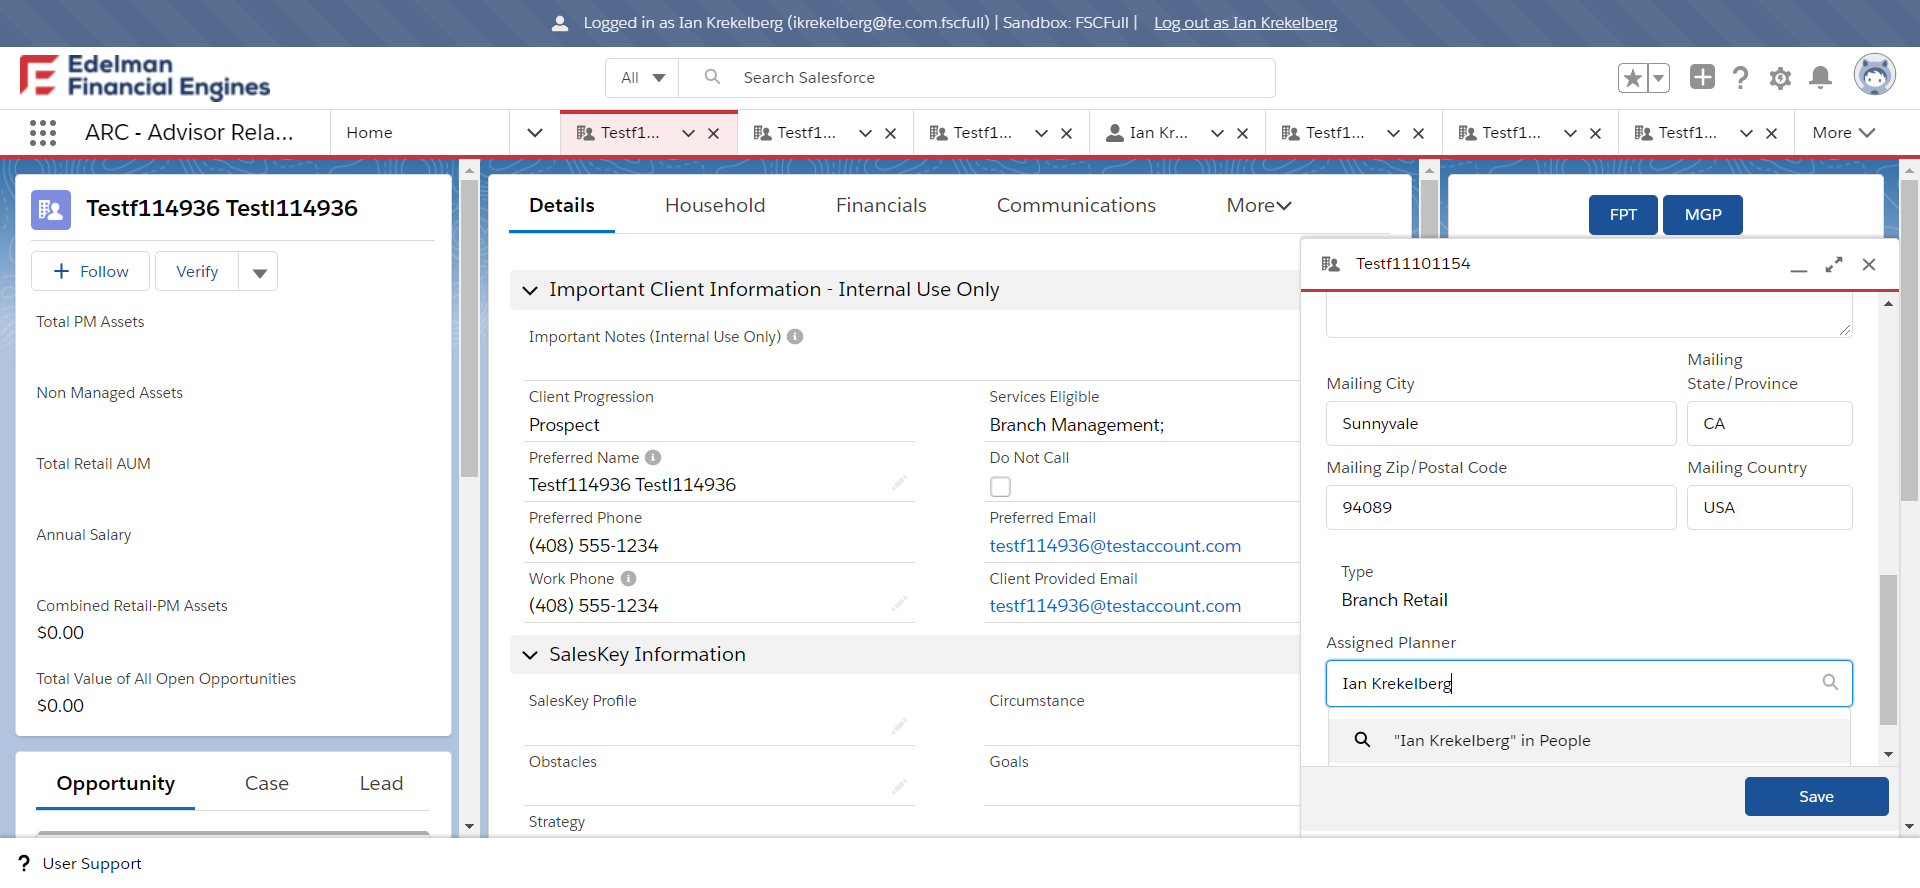 Logged in as Ian Krekelberg (ikrekelberg@fe.com.fscfull) | Sandbox: FSCFull | Log out as Ian Krekelberg
Edelman
Financial Engines
All
Search Salesforce
ARC - Advisor Rela...
Home
Testf1...
Testf1...
Testf1...
Ian Kr...
Testf1...
Testf1...
Testf1...
More
Testf114936 Testl114936
Follow
Verify
Total PM Assets
Non Managed Assets
Total Retail AUM
Annual Salary
Combined Retail-PM Assets
$0.00
Total Value of All Open Opportunities
$0.00
Opportunity
Case
Lead
Details
Household
Financials
Communications
More
Important Client Information - Internal Use Only
Important Notes (Internal Use Only)
Client Progression
Prospect
Services Eligible
Branch Management;
Preferred Name
Testf114936 Testl114936
Do Not Call
Preferred Phone
(408) 555-1234
Preferred Email
testf114936@testaccount.com
Work Phone
(408) 555-1234
Client Provided Email
testf114936@testaccount.com
SalesKey Information
SalesKey Profile
Circumstance
Obstacles
Goals
Strategy
FPT
MGP
Testf11101154
Mailing City
Sunnyvale
Mailing
State/Province
CA
Mailing Zip/Postal Code
94089
Mailing Country
USA
Type
Branch Retail
Assigned Planner
Ian Krekelberg
"Ian Krekelberg" in People
Save
? User Support